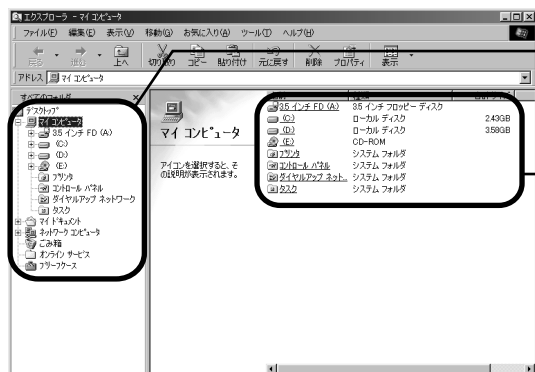 エクスプローラ - マイ コンピュータ
ファイル(F) 編集(E) 表示(V) 移動(G) お気に入り(A) ツール(T) ヘルプ(H)
戻る 進む 上へ 切り取り コピー 貼り付け 元に戻す 削除 プロパティ 表示
アドレス マイ コンピュータ
すべてのフォルダ
デスクトップ
マイ コンピュータ
3.5 インチ FD (A)
(C:)
(D:)
(E:)
プリンタ
コントロール パネル
ダイヤルアップ ネットワーク
タスク
マイ ドキュメント
ネットワーク コンピュータ
ごみ箱
オンライン サービス
ブリーフケース
マイ コンピュータ
アイコンを選択すると、そ
の説明が表示されます。
3.5 インチ FD (A) 3.5 インチ フロッピー ディスク
(C:) ローカル ディスク 2.43GB
(D:) ローカル ディスク 3.58GB
(E:) CD-ROM
プリンタ システム フォルダ
コントロール パネル システム フォルダ
ダイヤルアップ ネット... システム フォルダ
タスク システム フォルダ